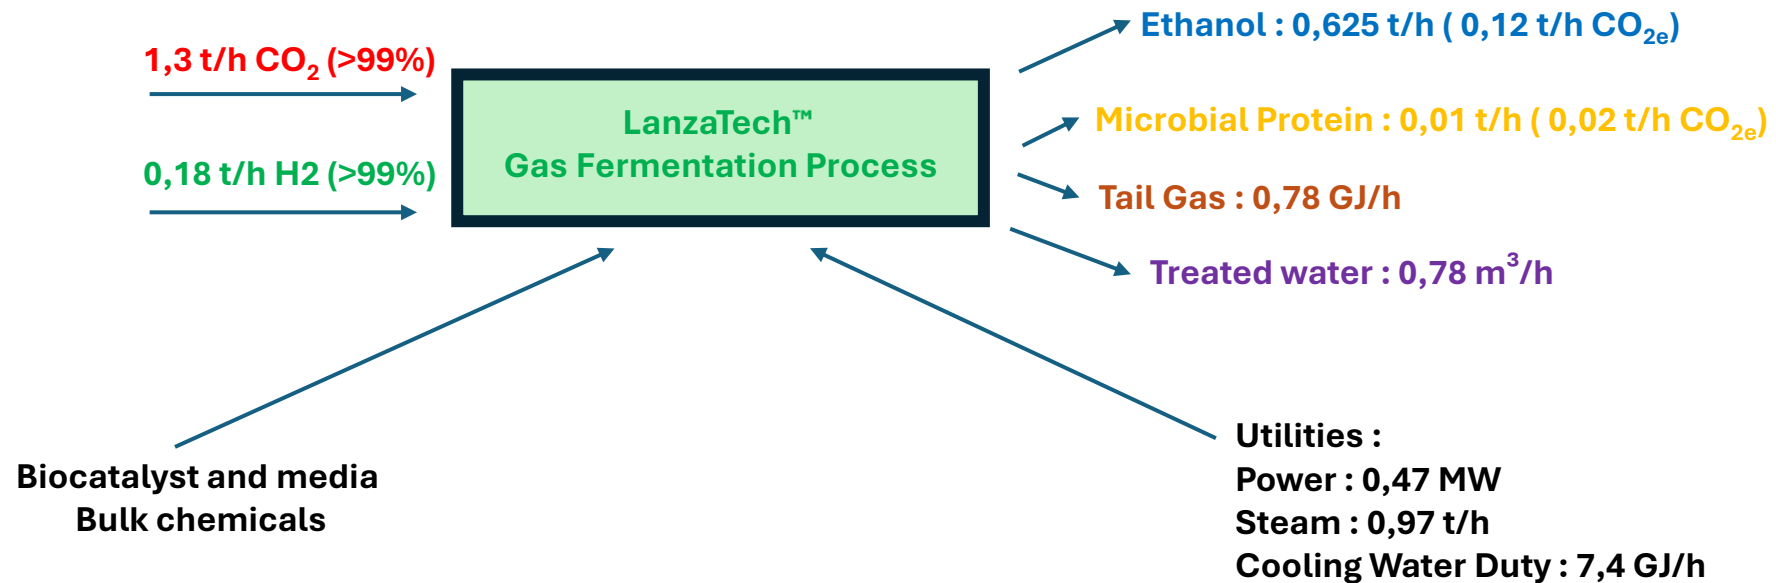 1,3 t/h CO₂ (>99%)
0,18 t/h H2 (>99%)
LanzaTech™
Gas Fermentation Process
Ethanol : 0,625 t/h ( 0,12 t/h CO₂ₑ)
Microbial Protein : 0,01 t/h ( 0,02 t/h CO₂ₑ)
Tail Gas : 0,78 GJ/h
Treated water : 0,78 m³/h
Biocatalyst and media
Bulk chemicals
Utilities :
Power : 0,47 MW
Steam : 0,97 t/h
Cooling Water Duty : 7,4 GJ/h